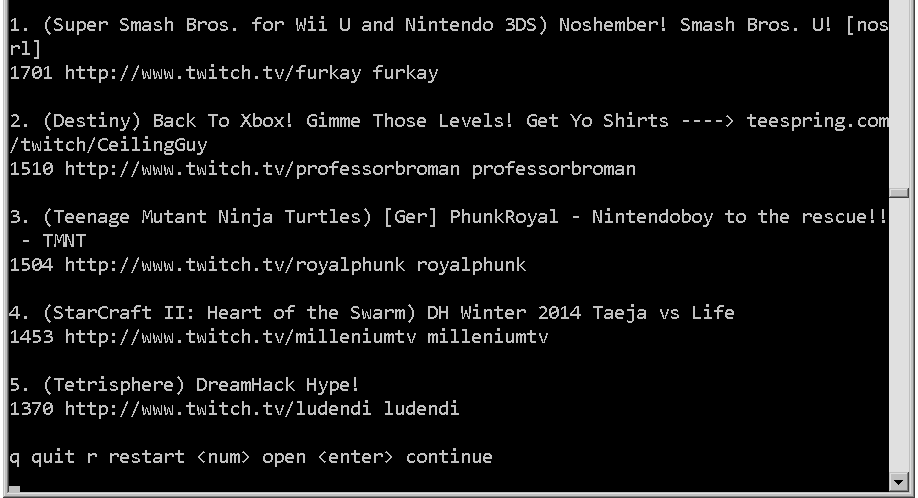 1. (Super Smash Bros. for Wii U and Nintendo 3DS) Noshember! Smash Bros. U! [nos
rl]
1701 http://www.twitch.tv/furkay furkay
2. (Destiny) Back To Xbox! Gimme Those Levels! Get Yo Shirts ----> teespring.com
/twitch/CeilingGuy
1510 http://www.twitch.tv/professorbroman professorbroman
3. (Teenage Mutant Ninja Turtles) [Ger] PhunkRoyal - Nintendoboy to the rescue!!
 - TMNT
1504 http://www.twitch.tv/royalphunk royalphunk
4. (StarCraft II: Heart of the Swarm) DH Winter 2014 Taeja vs Life
1453 http://www.twitch.tv/milleniumtv milleniumtv
5. (Tetrisphere) DreamHack Hype!
1370 http://www.twitch.tv/ludendi ludendi
q quit r restart <num> open <enter> continue